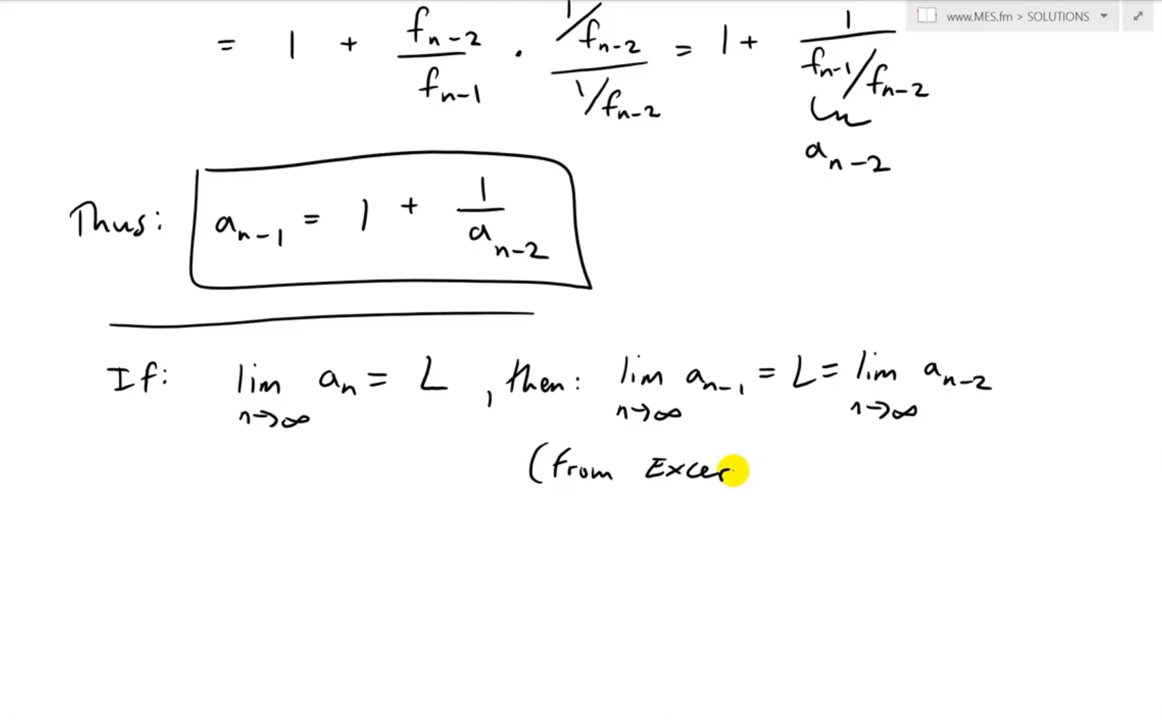 www.MES.fm > SOLUTIONS
= 1 + f_{n-2}/f_{n-1} · (1/f_{n-2})/(1/f_{n-2}) = 1 + 1/(f_{n-1}/f_{n-2})
a_{n-2}
Thus: a_{n-1} = 1 + 1/a_{n-2}
If: lim_{n→∞} a_n = L, then: lim_{n→∞} a_{n-1} = L = lim_{n→∞} a_{n-2}
(From Excer